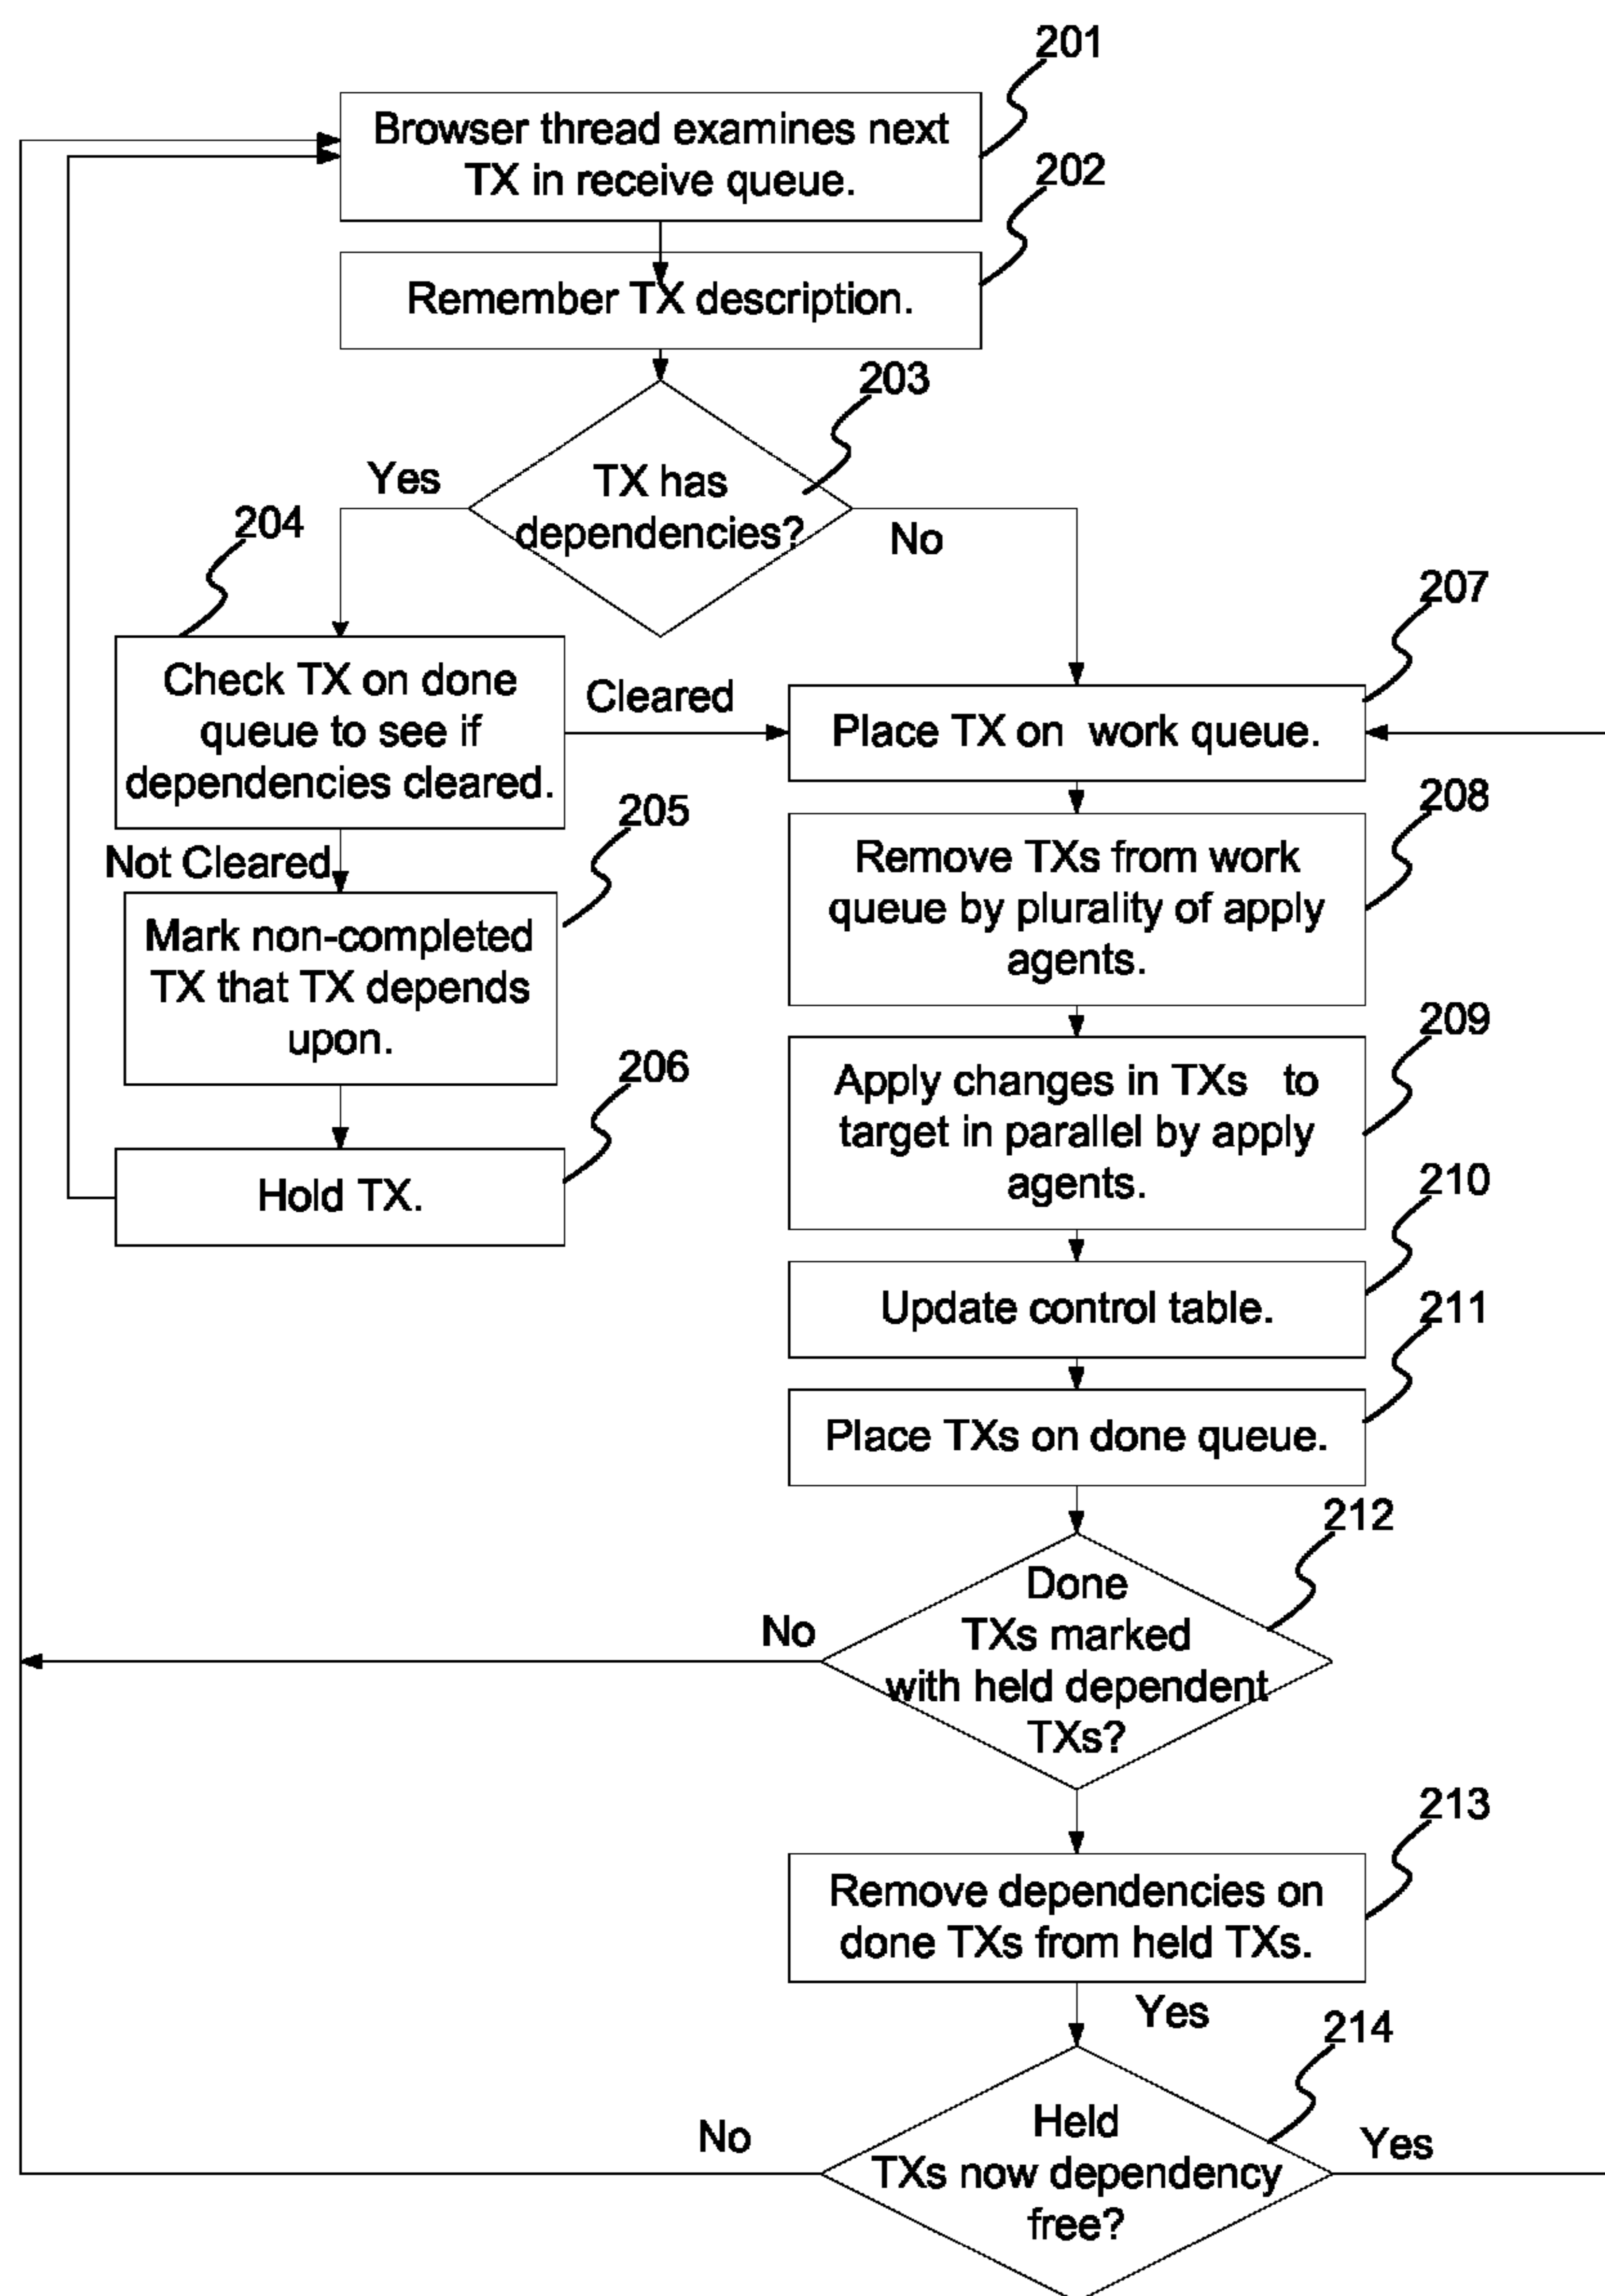 201
Browser thread examines next
TX in receive queue.
202
Remember TX description.
203
TX has
dependencies?
Yes
No
204
Check TX on done
queue to see if
dependencies cleared.
Cleared
207
Place TX on work queue.
Not Cleared
205
Mark non-completed
TX that TX depends
upon.
208
Remove TXs from work
queue by plurality of apply
agents.
206
Hold TX.
209
Apply changes in TXs to
target in parallel by apply
agents.
210
Update control table.
211
Place TXs on done queue.
212
Done
TXs marked
with held dependent
TXs?
No
213
Remove dependencies on
done TXs from held TXs.
Yes
214
Held
TXs now dependency
free?
No
Yes